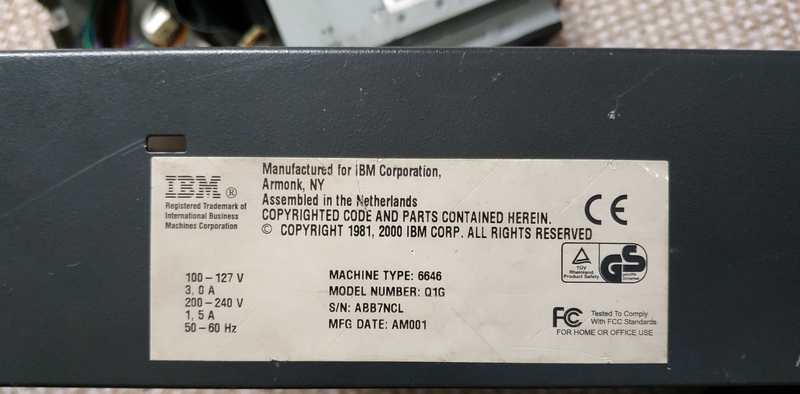 IBM ®
Registered Trademark of
International Business
Machines Corporation
Manufactured for IBM Corporation,
Armonk, NY
Assembled in the Netherlands
COPYRIGHTED CODE AND PARTS CONTAINED HEREIN.
© COPYRIGHT 1981, 2000 IBM CORP. ALL RIGHTS RESERVED
CE
TÜV
Rheinland
Product Safety
GS
100-127 V
3,0 A
200-240 V
1,5 A
50-60 Hz
MACHINE TYPE: 6646
MODEL NUMBER: Q1G
S/N: ABB7NCL
MFG DATE: AM001
FC Tested To Comply
With FCC Standards
FOR HOME OR OFFICE USE